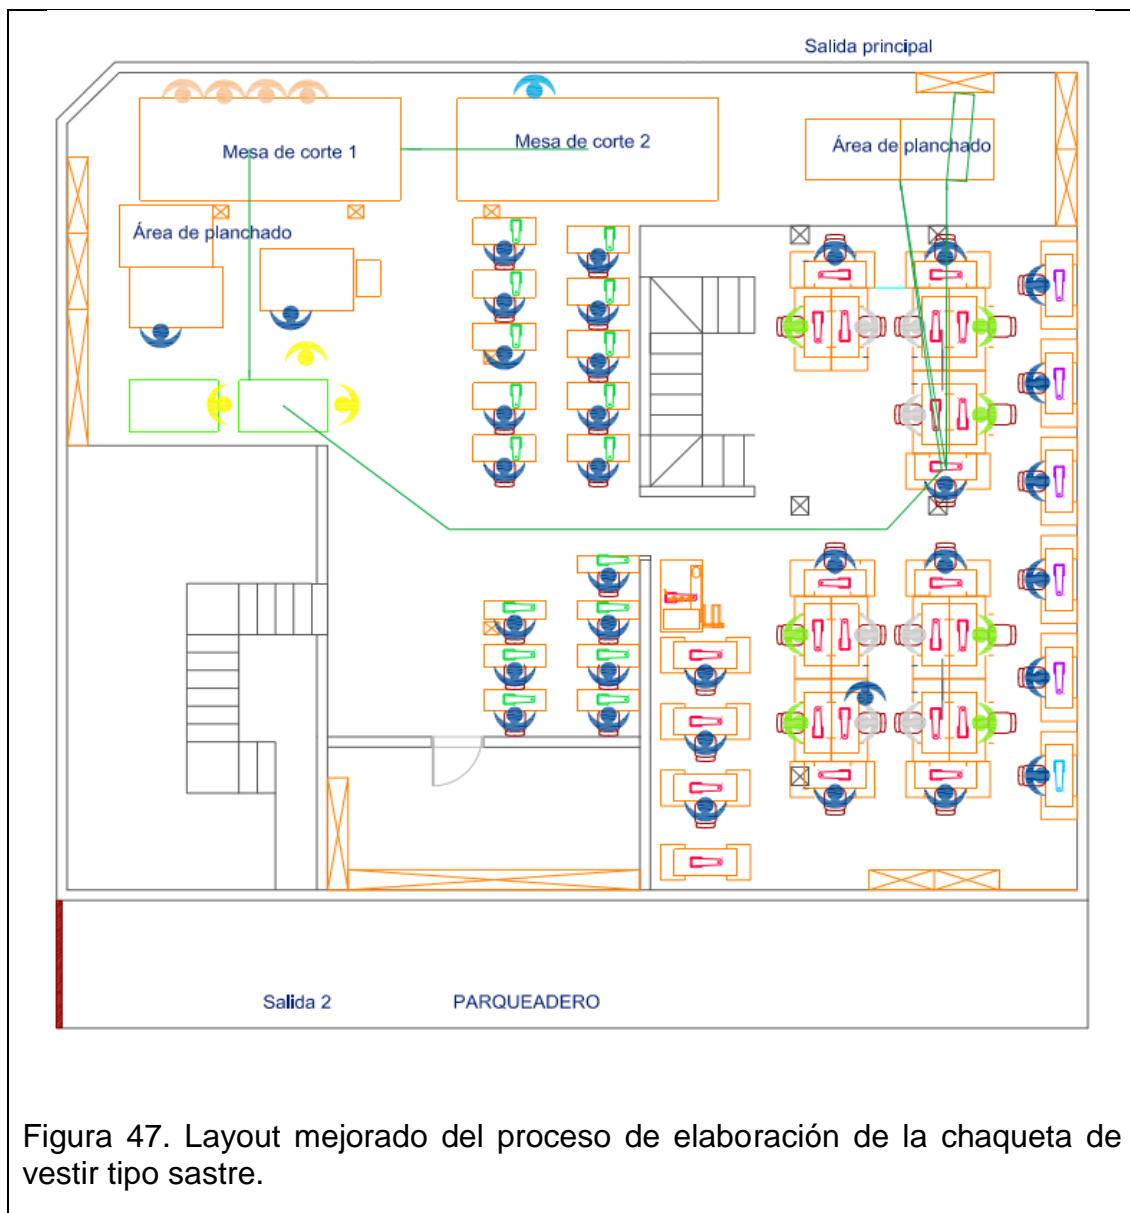 Salida principal
Mesa de corte 1
Mesa de corte 2
Área de planchado
Área de planchado
Salida 2
PARQUEADERO
Figura 47. Layout mejorado del proceso de elaboración de la chaqueta de
vestir tipo sastre.